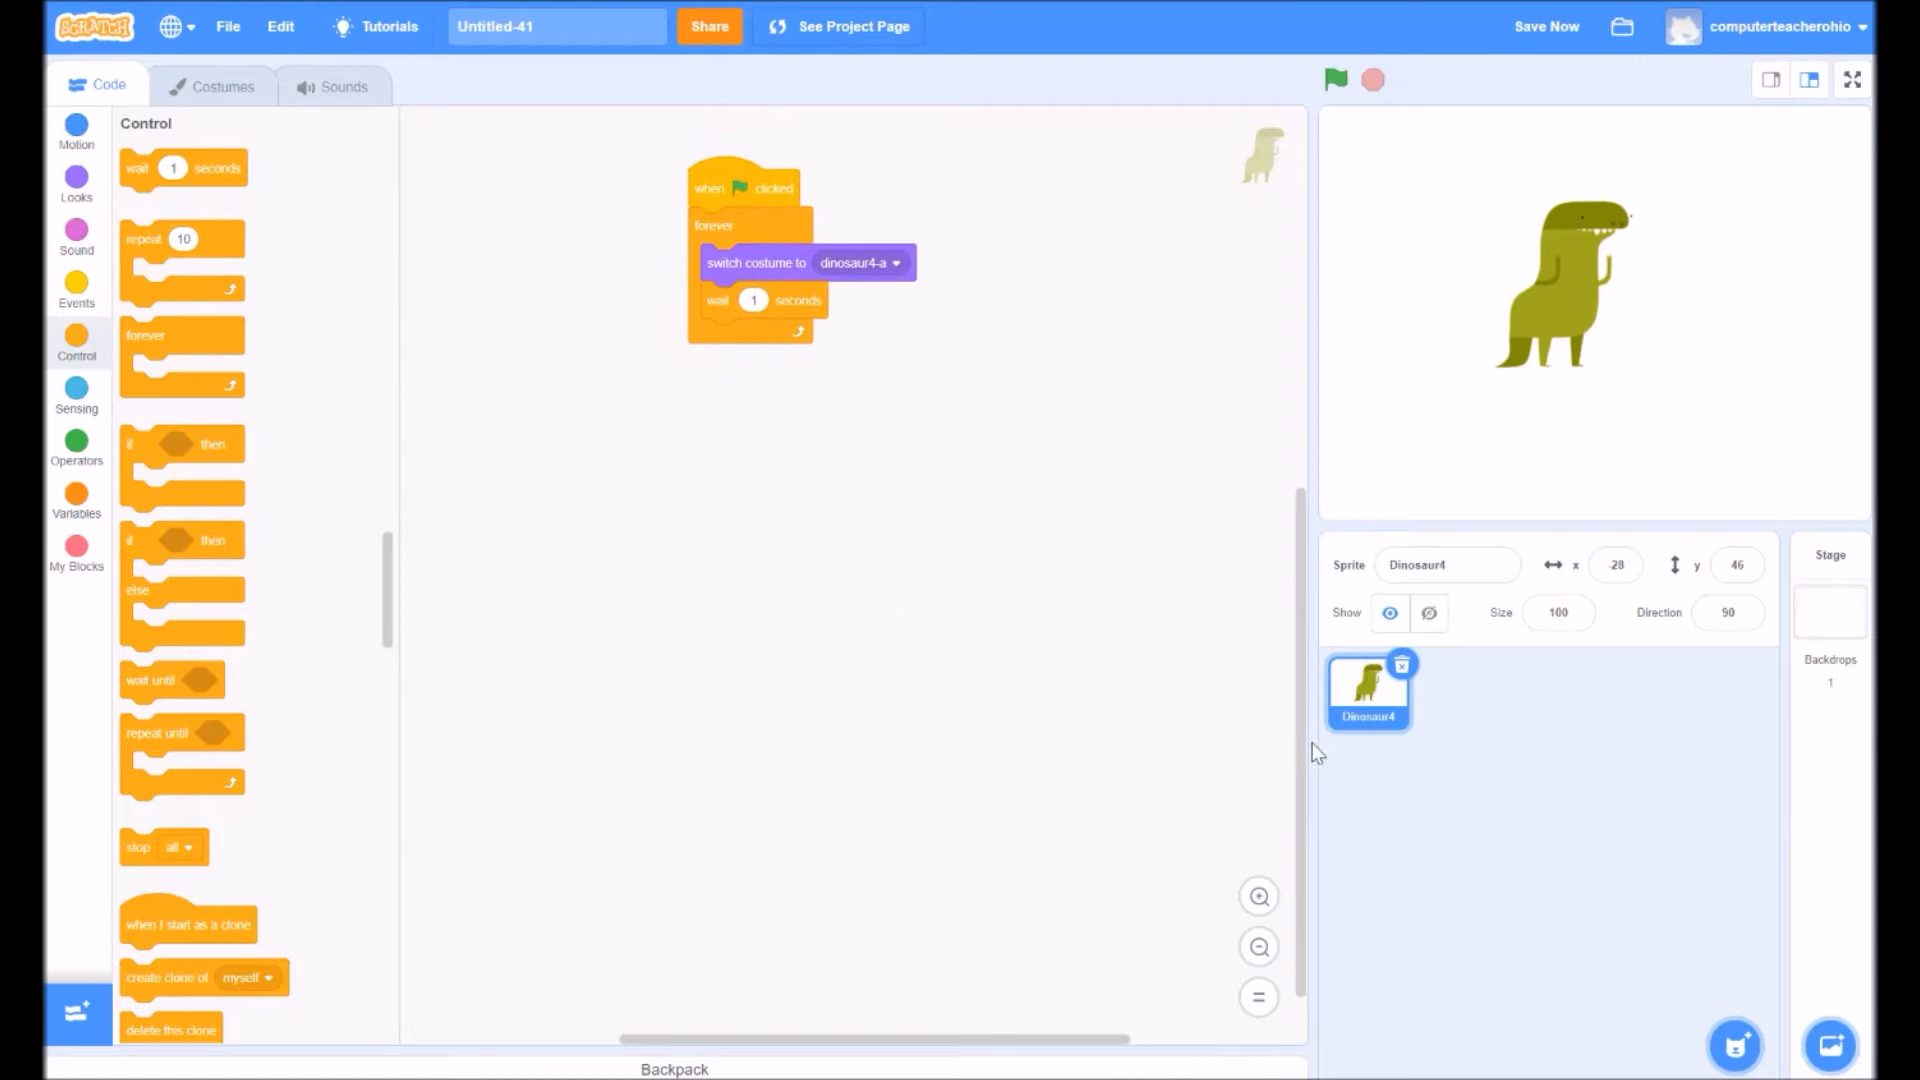 SCRATCH File Edit Tutorials Untitled-41 Share See Project Page Save Now computerteacherohio
Code Costumes Sounds
Motion
Looks
Sound
Events
Control
Sensing
Operators
Variables
My Blocks
Control
wait 1 seconds
repeat 10
forever
if then
if then
else
wait until
repeat until
stop all
when I start as a clone
create clone of myself
delete this clone
when clicked
forever
switch costume to dinosaur4-a
wait 1 seconds
Backpack
Sprite Dinosaur4 x -28 y 46
Show Size 100 Direction 90
Dinosaur4
Stage
Backdrops
1